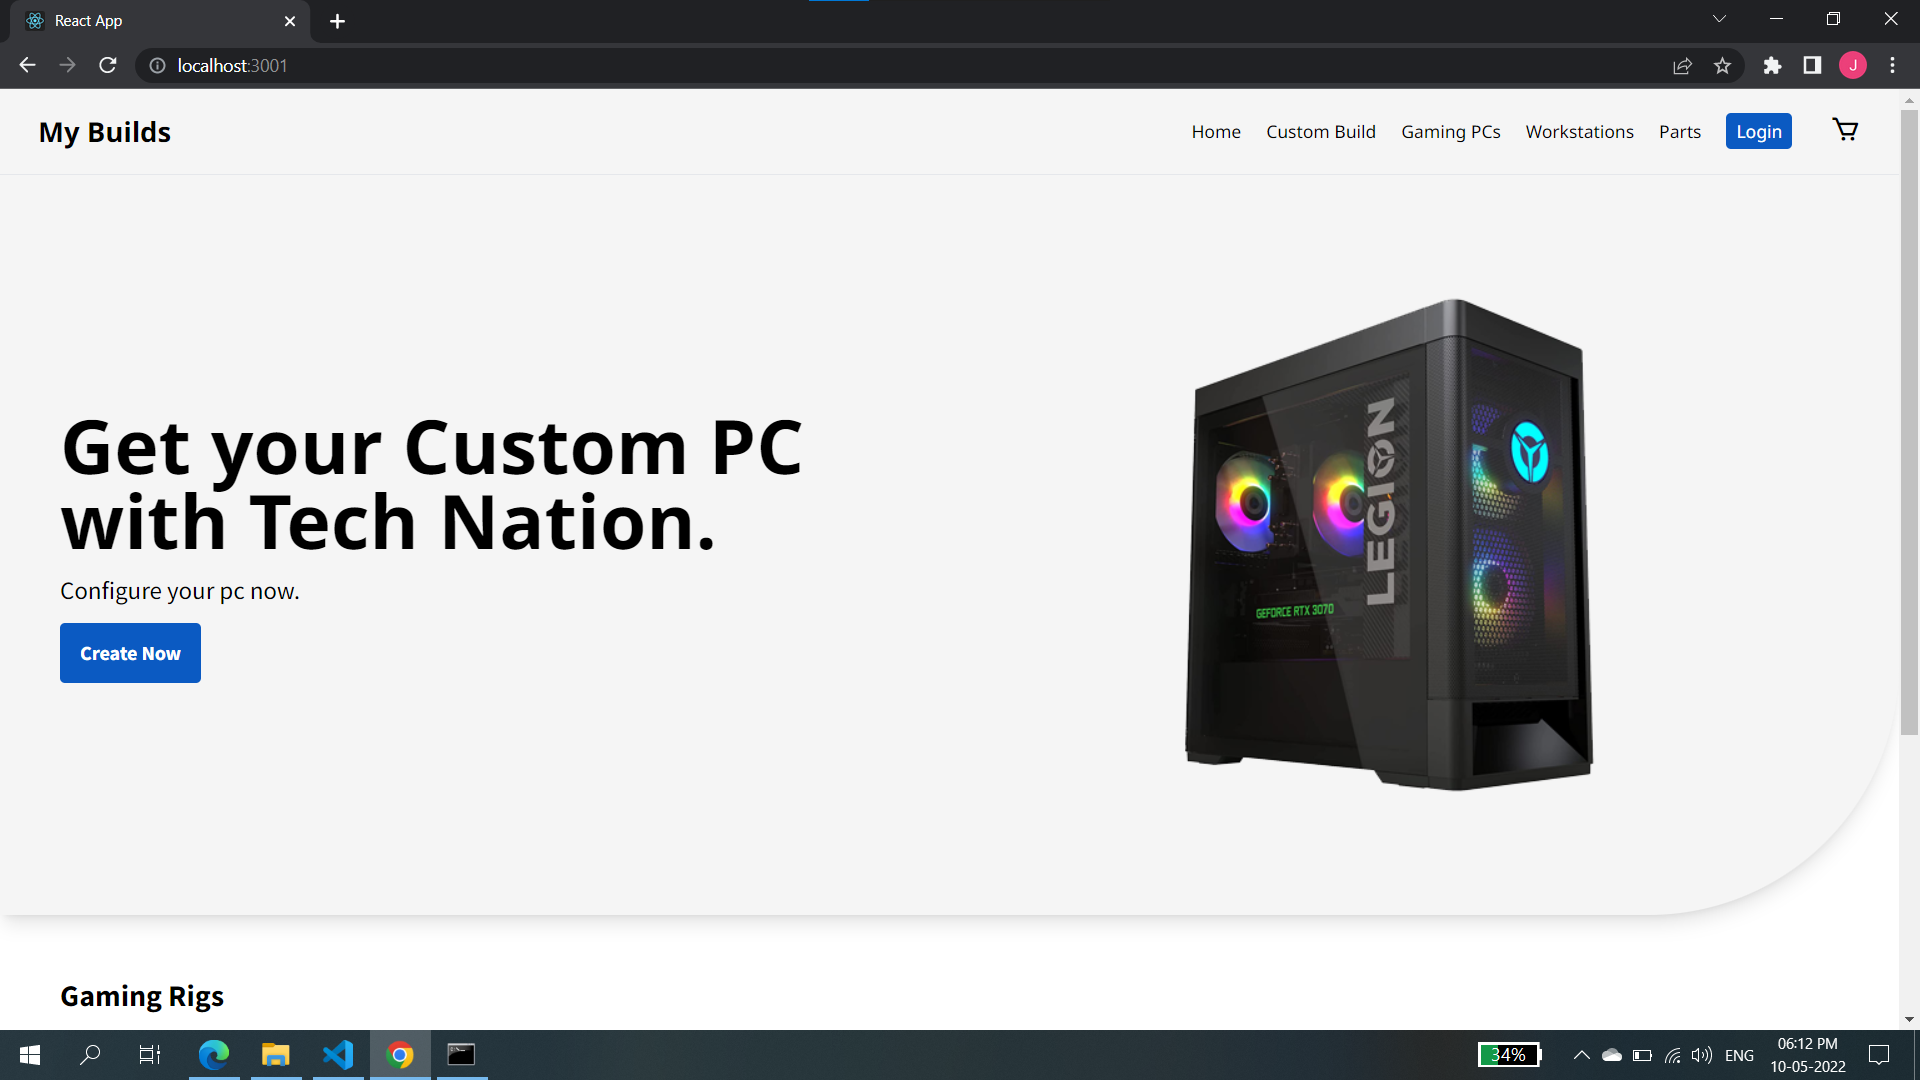 React App
localhost:3001
J
My Builds
Home Custom Build Gaming PCs Workstations Parts Login
Get your Custom PC
with Tech Nation.
Configure your pc now.
Create Now
LEGION
GEFORCE RTX 3070
Gaming Rigs
34%
ENG
06:12 PM
10-05-2022